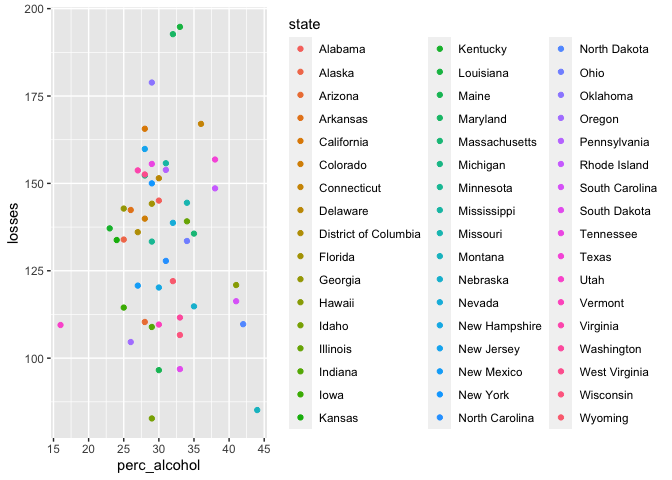 losses
200
175
150
125
100
15 20 25 30 35 40 45
perc_alcohol
state
Alabama
Alaska
Arizona
Arkansas
California
Colorado
Connecticut
Delaware
District of Columbia
Florida
Georgia
Hawaii
Idaho
Illinois
Indiana
Iowa
Kansas
Kentucky
Louisiana
Maine
Maryland
Massachusetts
Michigan
Minnesota
Mississippi
Missouri
Montana
Nebraska
Nevada
New Hampshire
New Jersey
New Mexico
New York
North Carolina
North Dakota
Ohio
Oklahoma
Oregon
Pennsylvania
Rhode Island
South Carolina
South Dakota
Tennessee
Texas
Utah
Vermont
Virginia
Washington
West Virginia
Wisconsin
Wyoming